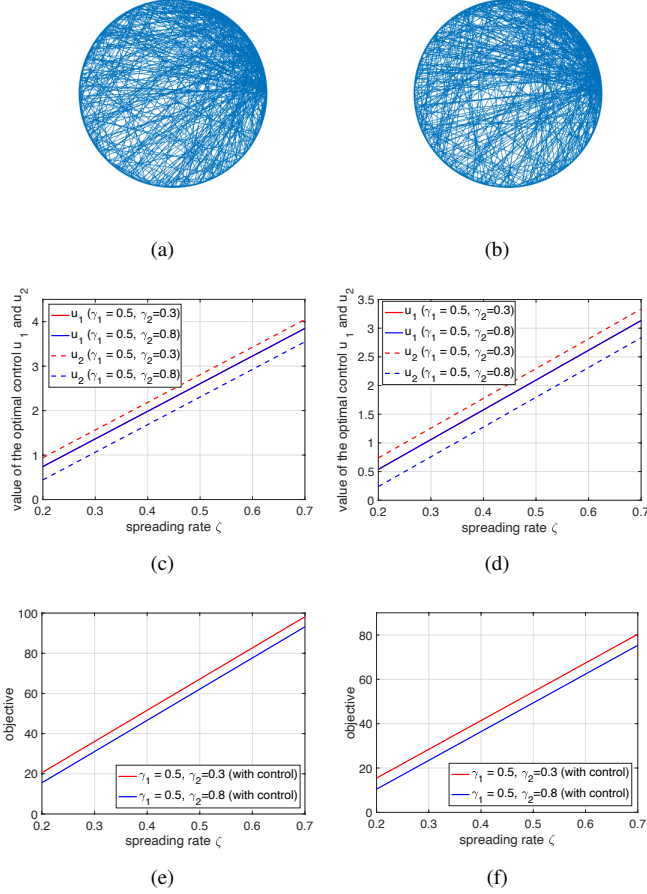 (a)
(b)
value of the optimal control u 1 and u2
4
3
2
1
0
u1 (γ1 = 0.5, γ2=0.3)
u1 (γ1 = 0.5, γ2=0.8)
u2 (γ1 = 0.5, γ2=0.3)
u2 (γ1 = 0.5, γ2=0.8)
0.2 0.3 0.4 0.5 0.6 0.7
spreading rate ζ
(c)
value of the optimal control u 1 and u2
3.5
3
2.5
2
1.5
1
0.5
0
u1 (γ1 = 0.5, γ2=0.3)
u1 (γ1 = 0.5, γ2=0.8)
u2 (γ1 = 0.5, γ2=0.3)
u2 (γ1 = 0.5, γ2=0.8)
0.2 0.3 0.4 0.5 0.6 0.7
spreading rate ζ
(d)
objective
100
80
60
40
20
0
γ1 = 0.5, γ2=0.3 (with control)
γ1 = 0.5, γ2=0.8 (with control)
0.2 0.3 0.4 0.5 0.6 0.7
spreading rate ζ
(e)
objective
80
60
40
20
0
γ1 = 0.5, γ2=0.3 (with control)
γ1 = 0.5, γ2=0.8 (with control)
0.2 0.3 0.4 0.5 0.6 0.7
spreading rate ζ
(f)